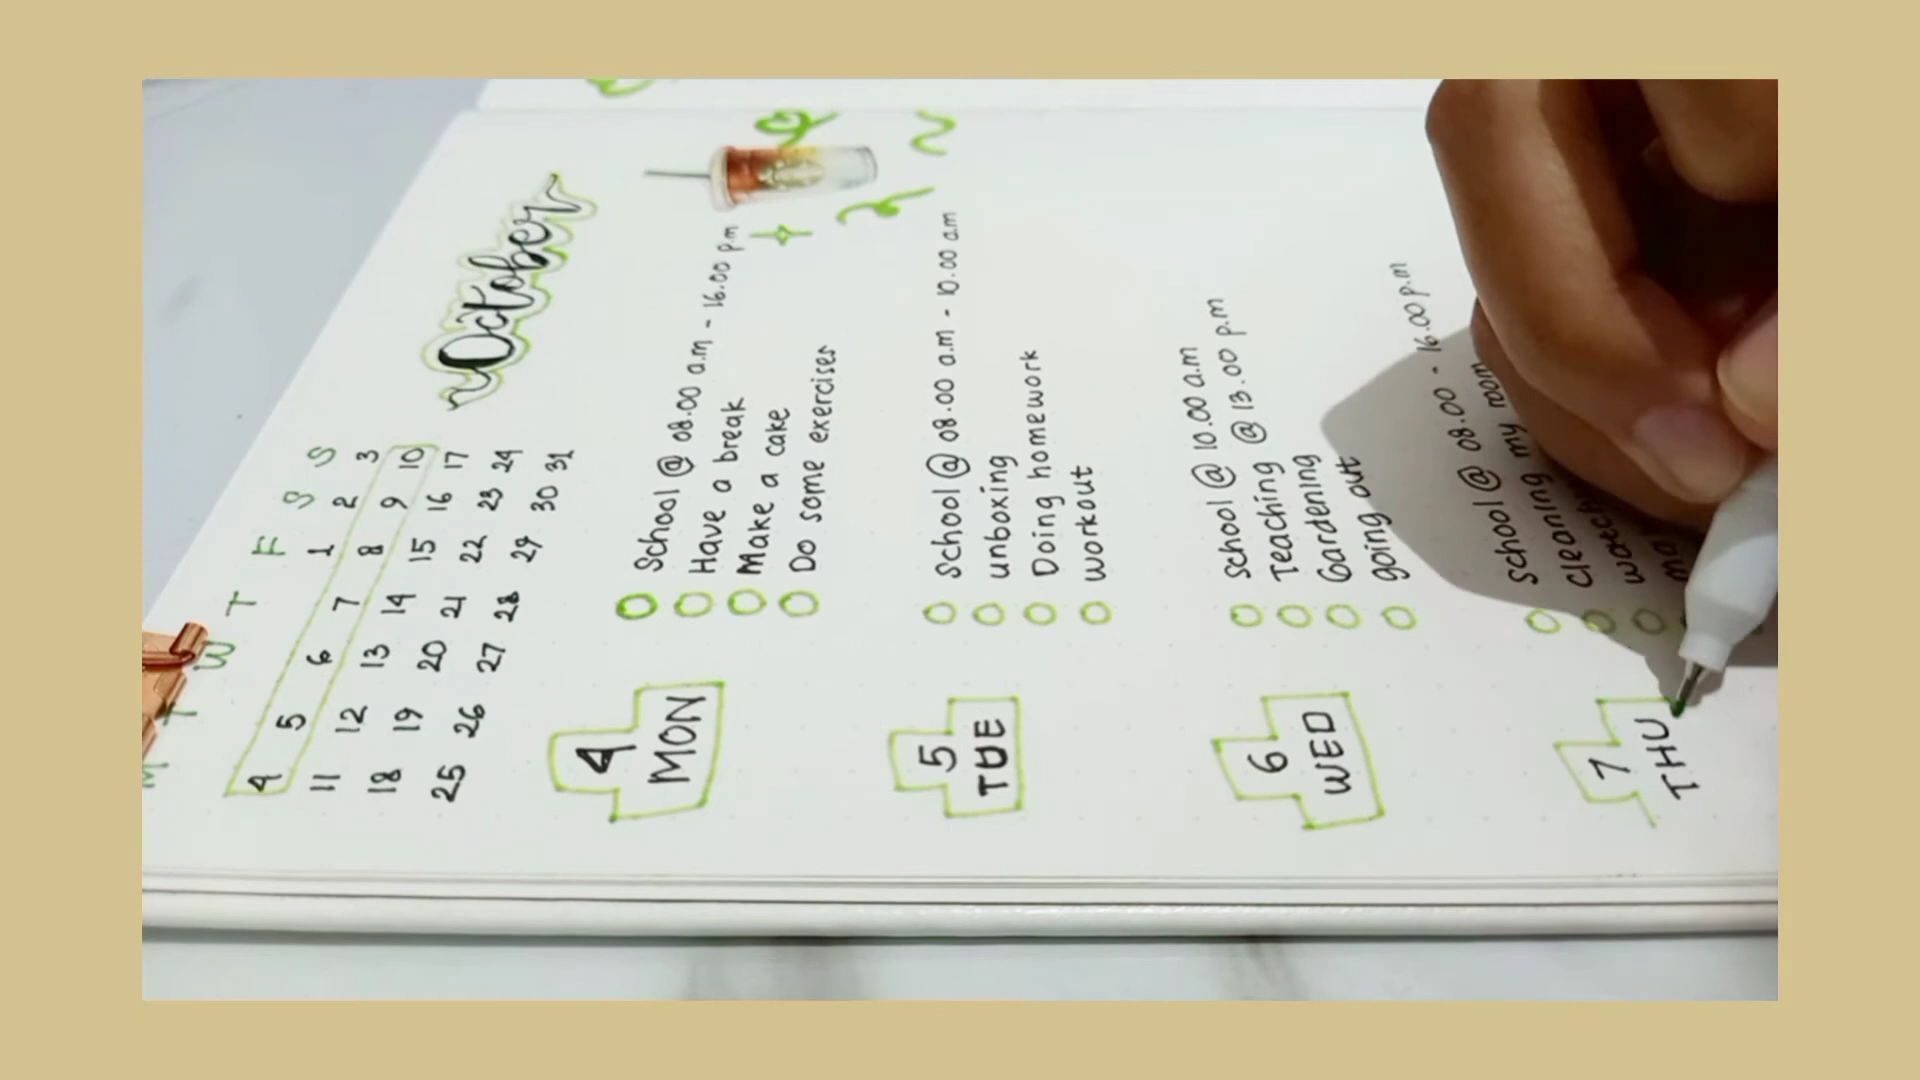 October
M T W T F S S
1 2 3
4 5 6 7 8 9 10
11 12 13 14 15 16 17
18 19 20 21 22 23 24
25 26 27 28 29 30 31
4
MON
School @ 08.00 a.m - 16.00 p.m
Have a break
Make a cake
Do some exercises
5
TUE
School @ 08.00 a.m - 10.00 a.m
unboxing
Doing homework
workout
6
WED
School @ 10.00 a.m
Teaching @ 13.00 p.m
Gardening
going out
7
THU
School @ 08.00 - 16.00 p.m
cleaning my room